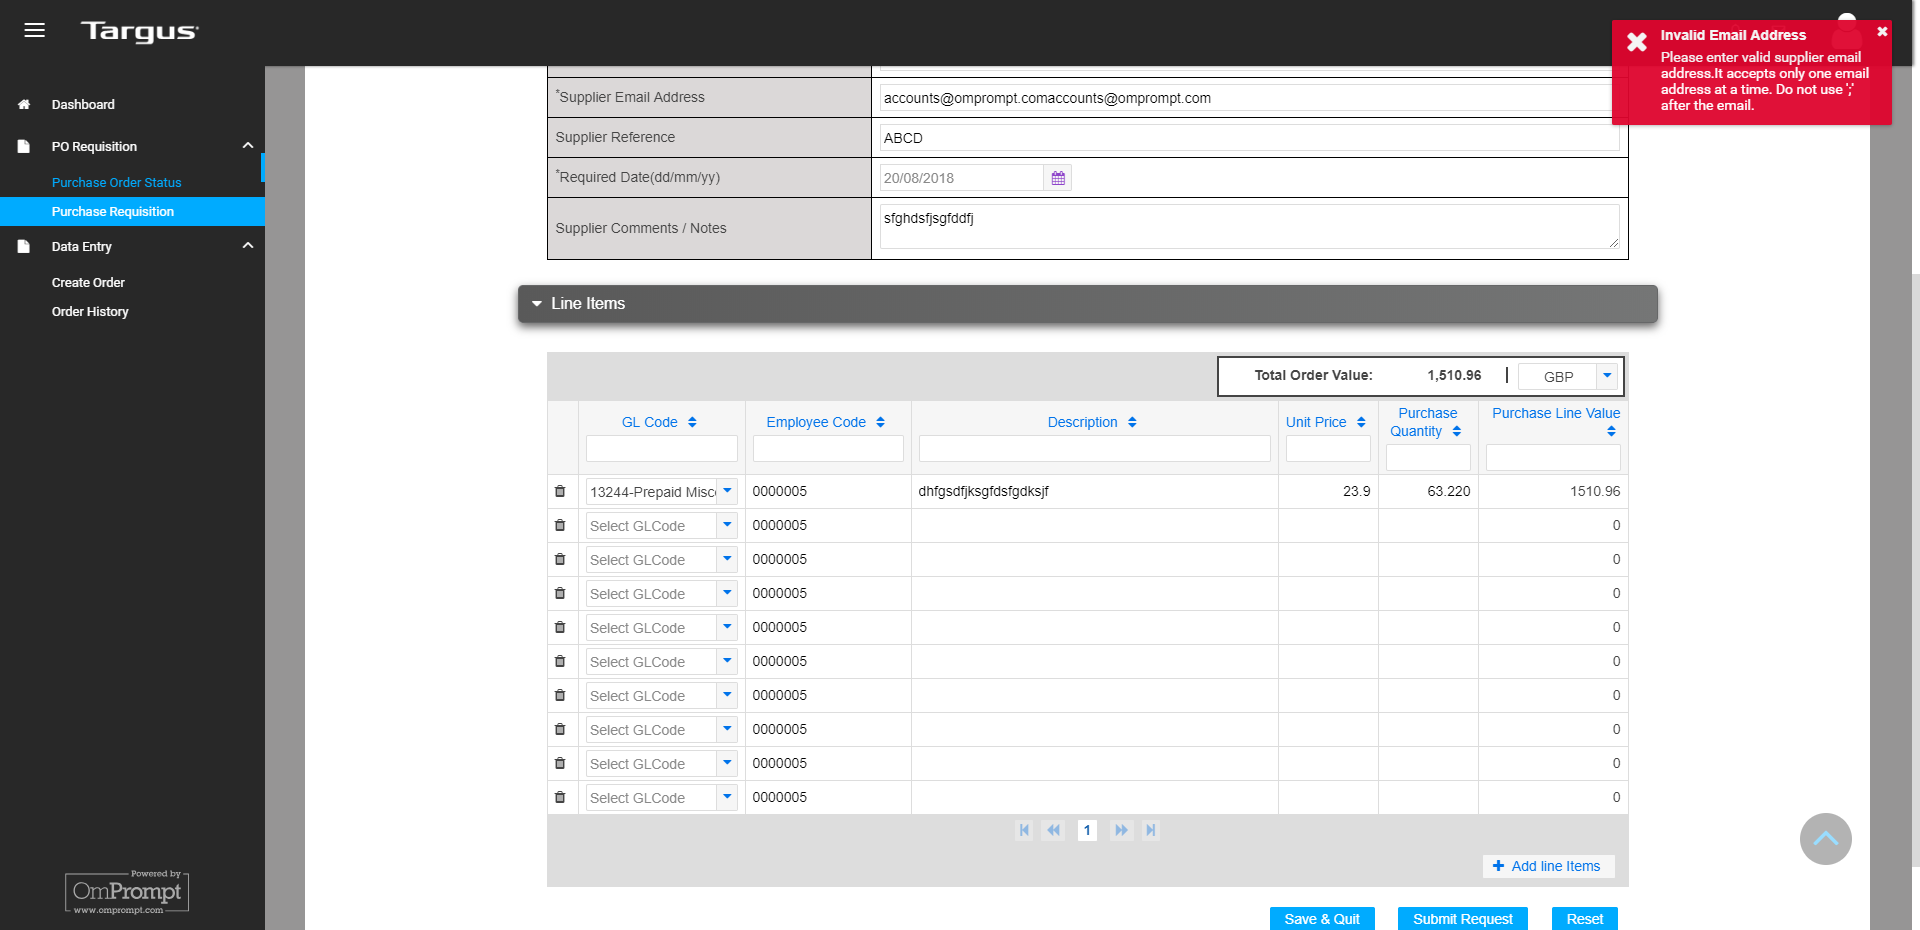 Targus
Invalid Email Address
Please enter valid supplier email
address.It accepts only one email
address at a time. Do not use ';'
after the email.
Dashboard
PO Requisition
Purchase Order Status
Purchase Requisition
Data Entry
Create Order
Order History
Powered by
OmPrompt
www.omprompt.com
*Supplier Email Address
accounts@omprompt.comaccounts@omprompt.com
Supplier Reference
ABCD
*Required Date(dd/mm/yy)
20/08/2018
Supplier Comments / Notes
sfghdsfjsgfddfj
Line Items
Total Order Value: 1,510.96 | GBP
GL Code Employee Code Description Unit Price Purchase Quantity Purchase Line Value
13244-Prepaid Misc 0000005 dhfgsdfjksgfdsfgdksjf 23.9 63.220 1510.96
Select GLCode 0000005 0
Select GLCode 0000005 0
Select GLCode 0000005 0
Select GLCode 0000005 0
Select GLCode 0000005 0
Select GLCode 0000005 0
Select GLCode 0000005 0
Select GLCode 0000005 0
Select GLCode 0000005 0
1
Add line Items
Save & Quit Submit Request Reset